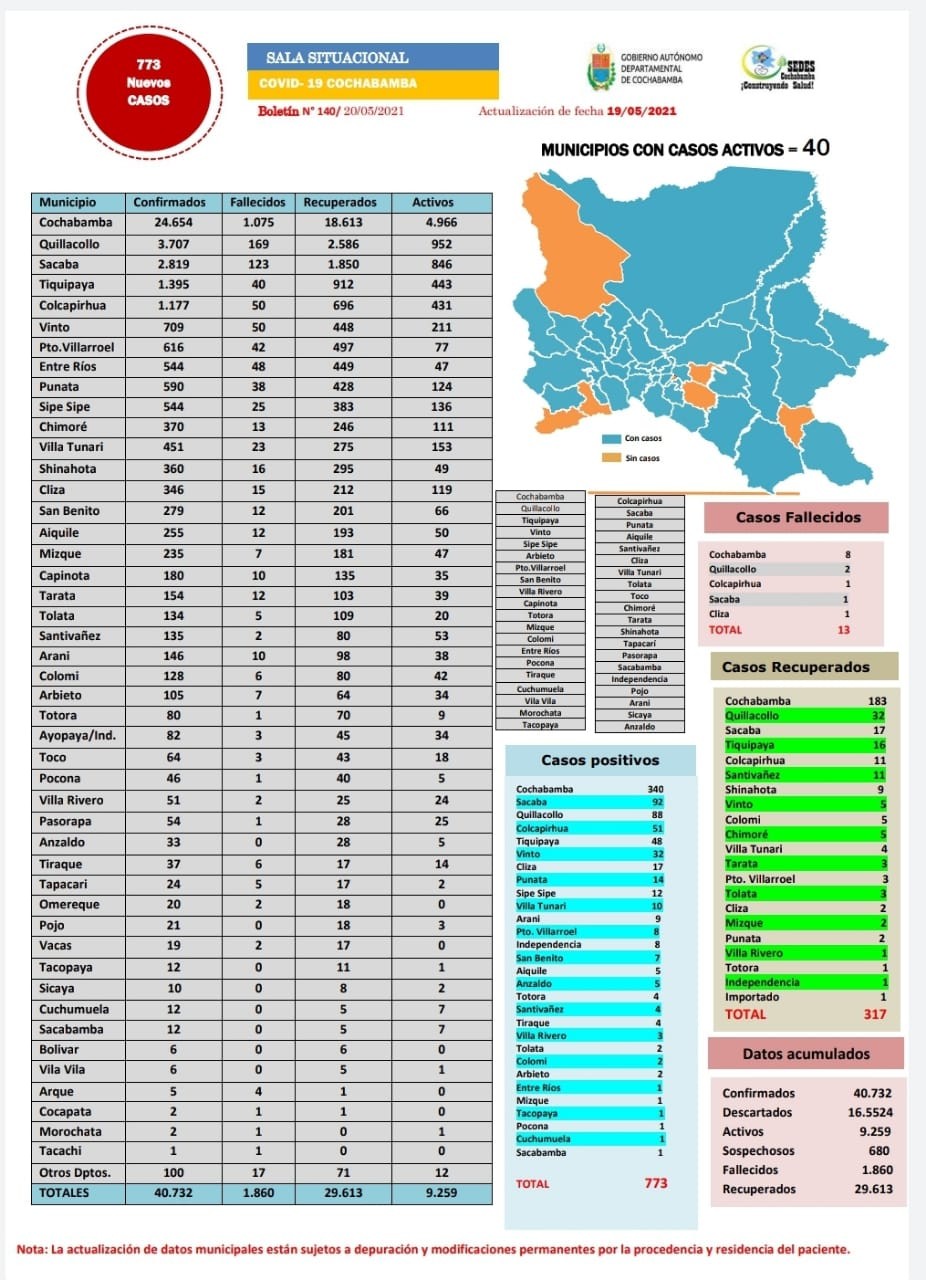 773
Nuevos
CASOS
SALA SITUACIONAL
COVID- 19 COCHABAMBA
Boletín N° 140/ 20/05/2021
Actualización de fecha 19/05/2021
GOBIERNO AUTÓNOMO
DEPARTAMENTAL
DE COCHABAMBA
SEDES
Cochabamba
¡Construyendo Salud!
MUNICIPIOS CON CASOS ACTIVOS = 40
Municipio Confirmados Fallecidos Recuperados Activos
Cochabamba 24.654 1.075 18.613 4.966
Quillacollo 3.707 169 2.586 952
Sacaba 2.819 123 1.850 846
Tiquipaya 1.395 40 912 443
Colcapirhua 1.177 50 696 431
Vinto 709 50 448 211
Pto.Villarroel 616 42 497 77
Entre Ríos 544 48 449 47
Punata 590 38 428 124
Sipe Sipe 544 25 383 136
Chimoré 370 13 246 111
Villa Tunari 451 23 275 153
Shinahota 360 16 295 49
Cliza 346 15 212 119
San Benito 279 12 201 66
Aiquile 255 12 193 50
Mizque 235 7 181 47
Capinota 180 10 135 35
Tarata 154 12 103 39
Tolata 134 5 109 20
Santivañez 135 2 80 53
Arani 146 10 98 38
Colomi 128 6 80 42
Arbieto 105 7 64 34
Totora 80 1 70 9
Ayopaya/Ind. 82 3 45 34
Toco 64 3 43 18
Pocona 46 1 40 5
Villa Rivero 51 2 25 24
Pasorapa 54 1 28 25
Anzaldo 33 0 28 5
Tiraque 37 6 17 14
Tapacari 24 5 17 2
Omereque 20 2 18 0
Pojo 21 0 18 3
Vacas 19 2 17 0
Tacopaya 12 0 11 1
Sicaya 10 0 8 2
Cuchumuela 12 0 5 7
Sacabamba 12 0 5 7
Bolivar 6 0 6 0
Vila Vila 6 0 5 1
Arque 5 4 1 0
Cocapata 2 1 1 0
Morochata 2 1 0 1
Tacachi 1 1 0 0
Otros Dptos. 100 17 71 12
TOTALES 40.732 1.860 29.613 9.259
Con casos
Sin casos
Cochabamba
Quillacollo
Tiquipaya
Vinto
Sipe Sipe
Arbieto
Pto.Villarroel
San Benito
Villa Rivero
Capinota
Totora
Mizque
Colomi
Entre Ríos
Pocona
Tiraque
Cuchumuela
Vila Vila
Morochata
Tacopaya
Colcapirhua
Sacaba
Punata
Aiquile
Santivañez
Cliza
Villa Tunari
Tolata
Toco
Chimoré
Tarata
Shinahota
Tapacarí
Pasorapa
Sacabamba
Independencia
Pojo
Arani
Sicaya
Anzaldo
Casos Fallecidos
Cochabamba 8
Quillacollo 2
Colcapirhua 1
Sacaba 1
Cliza 1
TOTAL 13
Casos positivos
Cochabamba 340
Sacaba 92
Quillacollo 88
Colcapirhua 51
Tiquipaya 48
Vinto 32
Cliza 17
Punata 14
Sipe Sipe 12
Villa Tunari 10
Arani 9
Pto. Villarroel 8
Independencia 8
San Benito 7
Aiquile 5
Anzaldo 5
Totora 4
Santivañez 4
Tiraque 4
Villa Rivero 3
Tolata 2
Colomi 2
Arbieto 2
Entre Ríos 1
Mizque 1
Tacopaya 1
Pocona 1
Cuchumuela 1
Sacabamba 1
TOTAL 773
Casos Recuperados
Cochabamba 183
Quillacollo 32
Sacaba 17
Tiquipaya 16
Colcapirhua 11
Santivañez 11
Shinahota 9
Vinto 5
Colomi 5
Chimoré 5
Villa Tunari 4
Tarata 3
Pto. Villarroel 3
Tolata 3
Cliza 2
Mizque 2
Punata 2
Villa Rivero 1
Totora 1
Independencia 1
Importado 1
TOTAL 317
Datos acumulados
Confirmados 40.732
Descartados 16.5524
Activos 9.259
Sospechosos 680
Fallecidos 1.860
Recuperados 29.613
Nota: La actualización de datos municipales están sujetos a depuración y modificaciones permanentes por la procedencia y residencia del paciente.